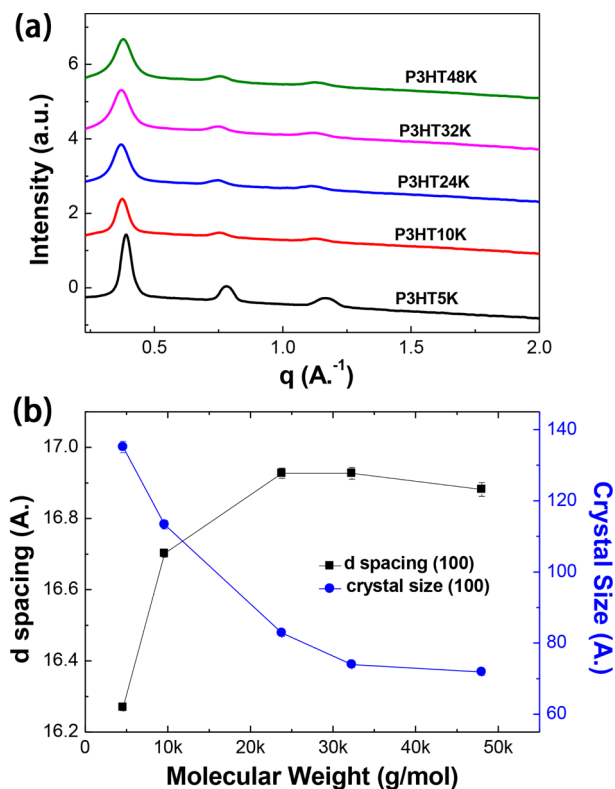 (a)
Intensity (a.u.)
6
4
2
0
P3HT48K
P3HT32K
P3HT24K
P3HT10K
P3HT5K
0.5
1.0
1.5
2.0
q (A.⁻¹)
(b)
d spacing (A.)
17.0
16.8
16.6
16.4
16.2
d spacing (100)
crystal size (100)
140
120
100
80
60
Crystal Size (A.)
0
10k
20k
30k
40k
50k
Molecular Weight (g/mol)